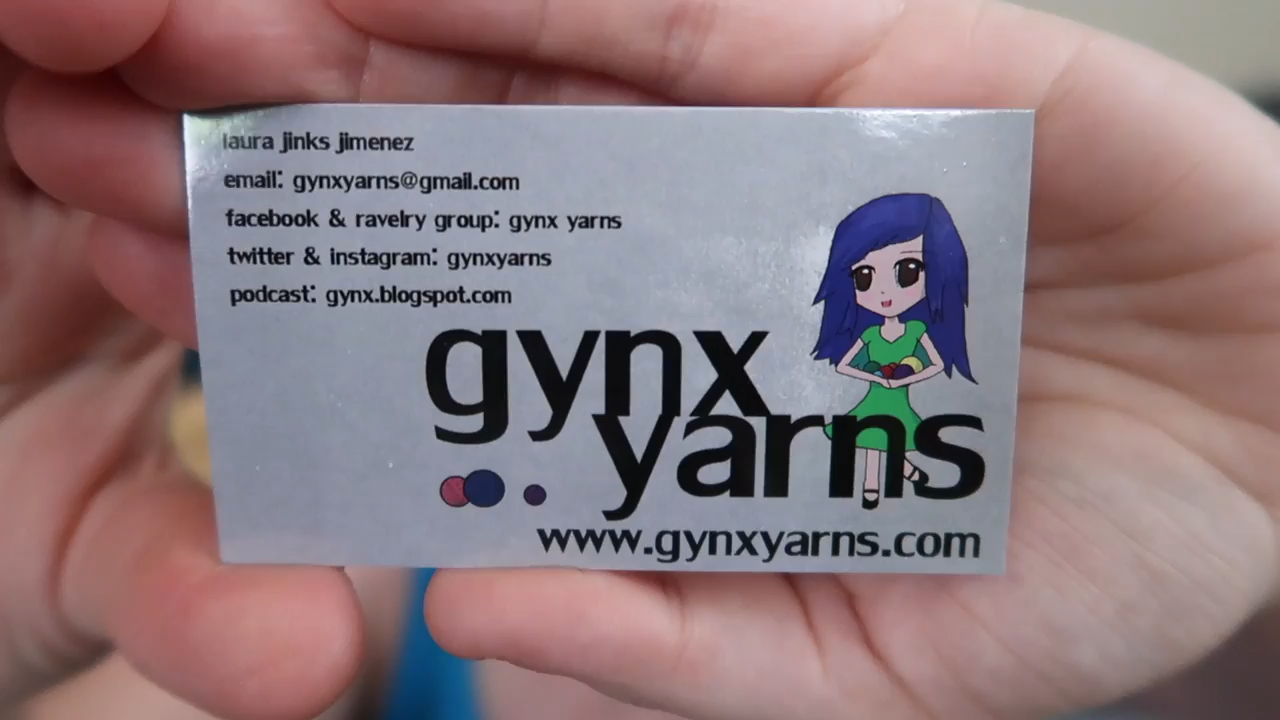 laura jinks jimenez
email: gynxyarns@gmail.com
facebook & ravelry group: gynx yarns
twitter & instagram: gynxyarns
podcast: gynx.blogspot.com
gynx
yarns
www.gynxyarns.com